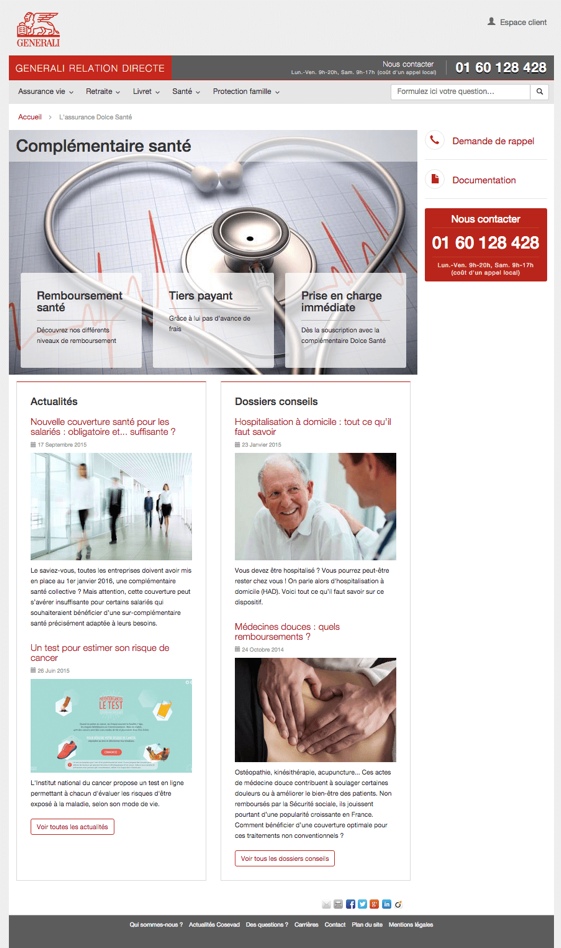 GENERALI
Espace client
GENERALI RELATION DIRECTE
Nous contacter
Lun.-Ven. 9h-20h, Sam. 9h-17h (coût d'un appel local)
01 60 128 428
Assurance vie
Retraite
Livret
Santé
Protection famille
Formulez ici votre question...
Accueil > L'assurance Dolce Santé
Complémentaire santé
Demande de rappel
Documentation
Nous contacter
01 60 128 428
Lun.-Ven. 9h-20h, Sam. 9h-17h
(coût d'un appel local)
Remboursement
santé
Découvrez nos différents
niveaux de remboursement
Tiers payant
Grâce à lui pas d'avance de
frais
Prise en charge
immédiate
Dès la souscription avec la
complémentaire Dolce Santé
Actualités
Nouvelle couverture santé pour les
salariés : obligatoire et... suffisante ?
17 Septembre 2015
Le saviez-vous, toutes les entreprises doivent avoir mis
en place au 1er janvier 2016, une complémentaire
santé collective ? Mais attention, cette couverture peut
s'avérer insuffisante pour certains salariés qui
souhaiteraient bénéficier d'une sur-complémentaire
santé précisément adaptée à leurs besoins.
Un test pour estimer son risque de
cancer
26 Juin 2015
LE TEST
L'Institut national du cancer propose un test en ligne
permettant à chacun d'évaluer les risques d'être
exposé à la maladie, selon son mode de vie.
Voir toutes les actualités
Dossiers conseils
Hospitalisation à domicile : tout ce qu'il
faut savoir
23 Janvier 2015
Vous devez être hospitalisé ? Vous pourrez peut-être
rester chez vous ! On parle alors d'hospitalisation à
domicile (HAD). Voici tout ce qu'il faut savoir sur ce
dispositif.
Médecines douces : quels
remboursements ?
24 Octobre 2014
Ostéopathie, kinésithérapie, acupuncture... Ces actes
de médecine douce contribuent à soulager certaines
douleurs ou à améliorer le bien-être des patients. Non
remboursés par la Sécurité sociale, ils jouissent
pourtant d'une popularité croissante en France.
Comment bénéficier d'une couverture optimale pour
ces traitements non conventionnels ?
Voir tous les dossiers conseils
Qui sommes-nous ? Actualités Cosevad Des questions ? Carrières Contact Plan du site Mentions légales